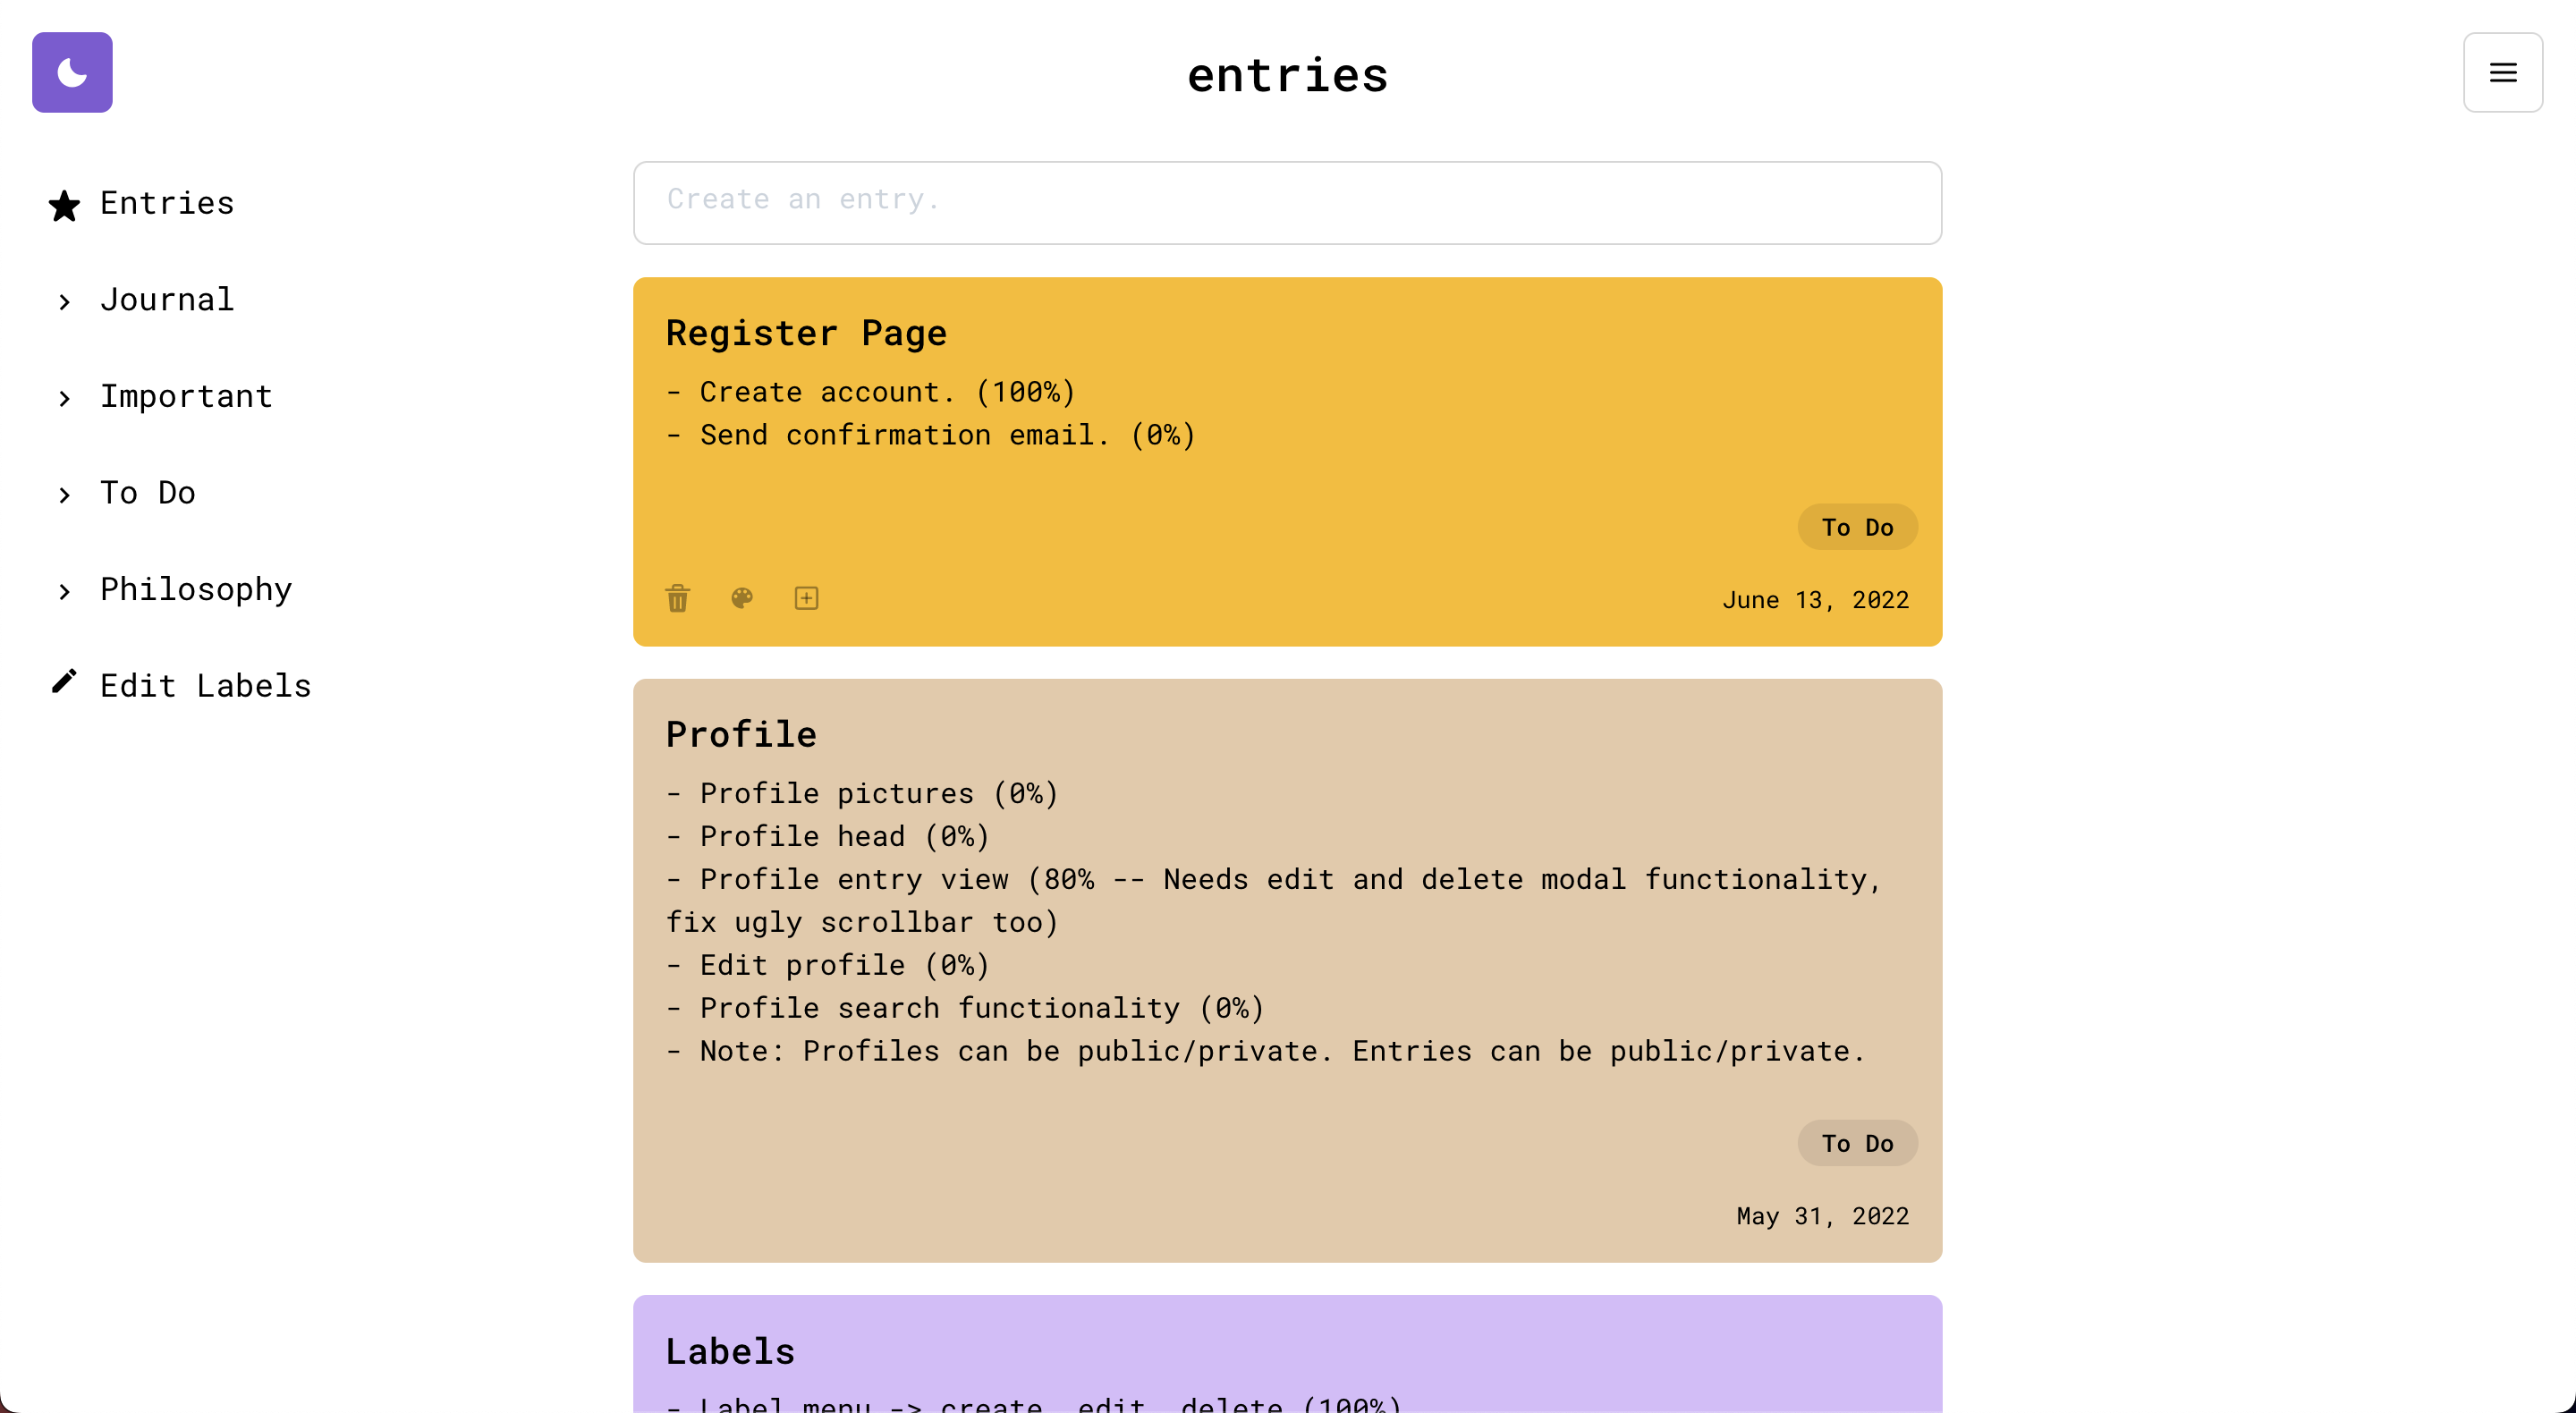 entries
Entries
Journal
Important
To Do
Philosophy
Edit Labels
Create an entry.
Register Page
- Create account. (100%)
- Send confirmation email. (0%)
To Do
June 13, 2022
Profile
- Profile pictures (0%)
- Profile head (0%)
- Profile entry view (80% -- Needs edit and delete modal functionality,
fix ugly scrollbar too)
- Edit profile (0%)
- Profile search functionality (0%)
- Note: Profiles can be public/private. Entries can be public/private.
To Do
May 31, 2022
Labels
- Label menu -> create, edit, delete (100%)